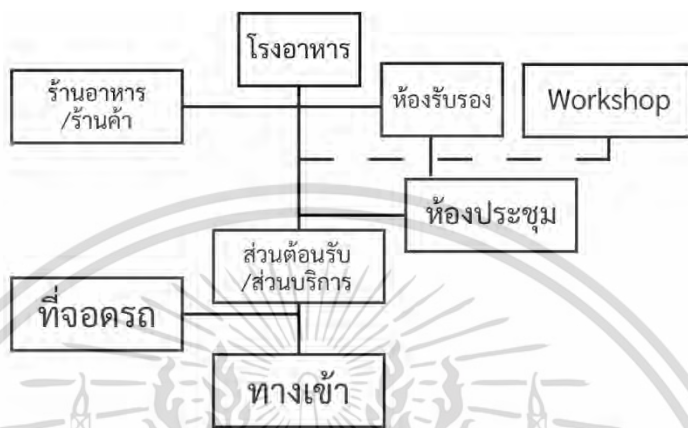 โรงอาหาร
ร้านอาหาร
/ร้านค้า
ห้องรับรอง
Workshop
ห้องประชุม
ส่วนต้อนรับ
/ส่วนบริการ
ที่จอดรถ
ทางเข้า